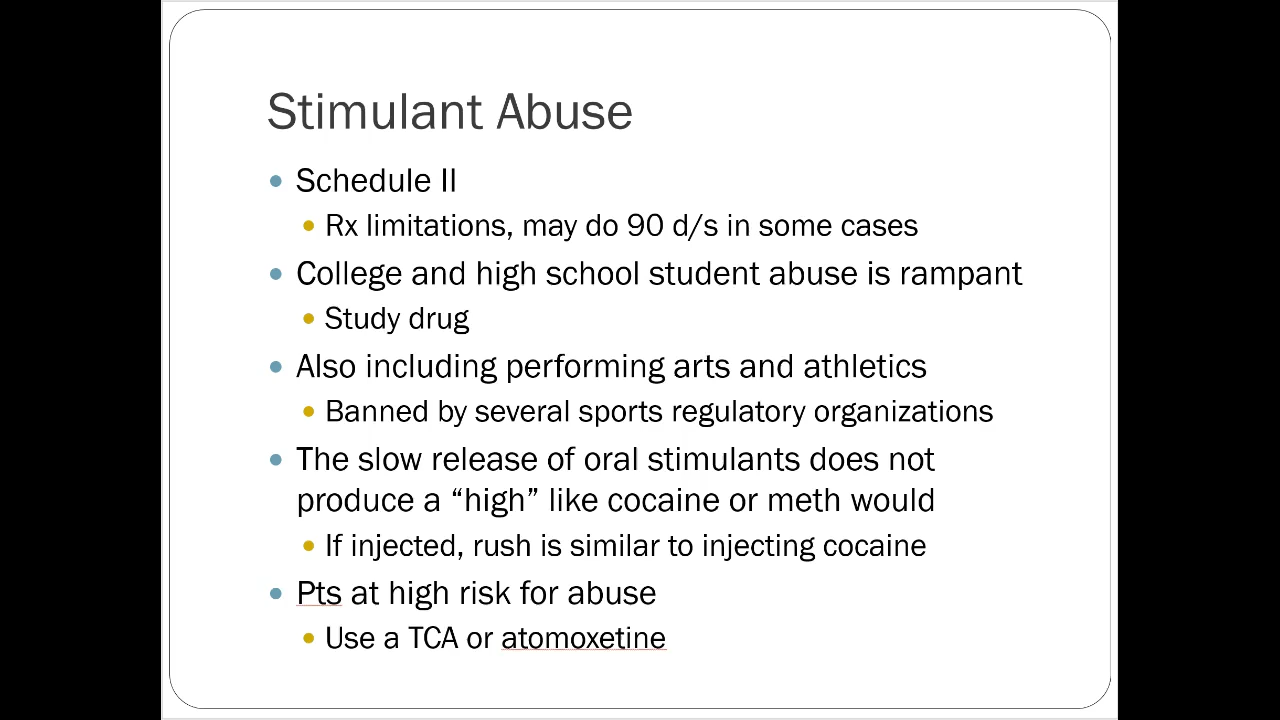 Stimulant Abuse
Schedule II
Rx limitations, may do 90 d/s in some cases
College and high school student abuse is rampant
Study drug
Also including performing arts and athletics
Banned by several sports regulatory organizations
The slow release of oral stimulants does not
produce a “high” like cocaine or meth would
If injected, rush is similar to injecting cocaine
Pts at high risk for abuse
Use a TCA or atomoxetine